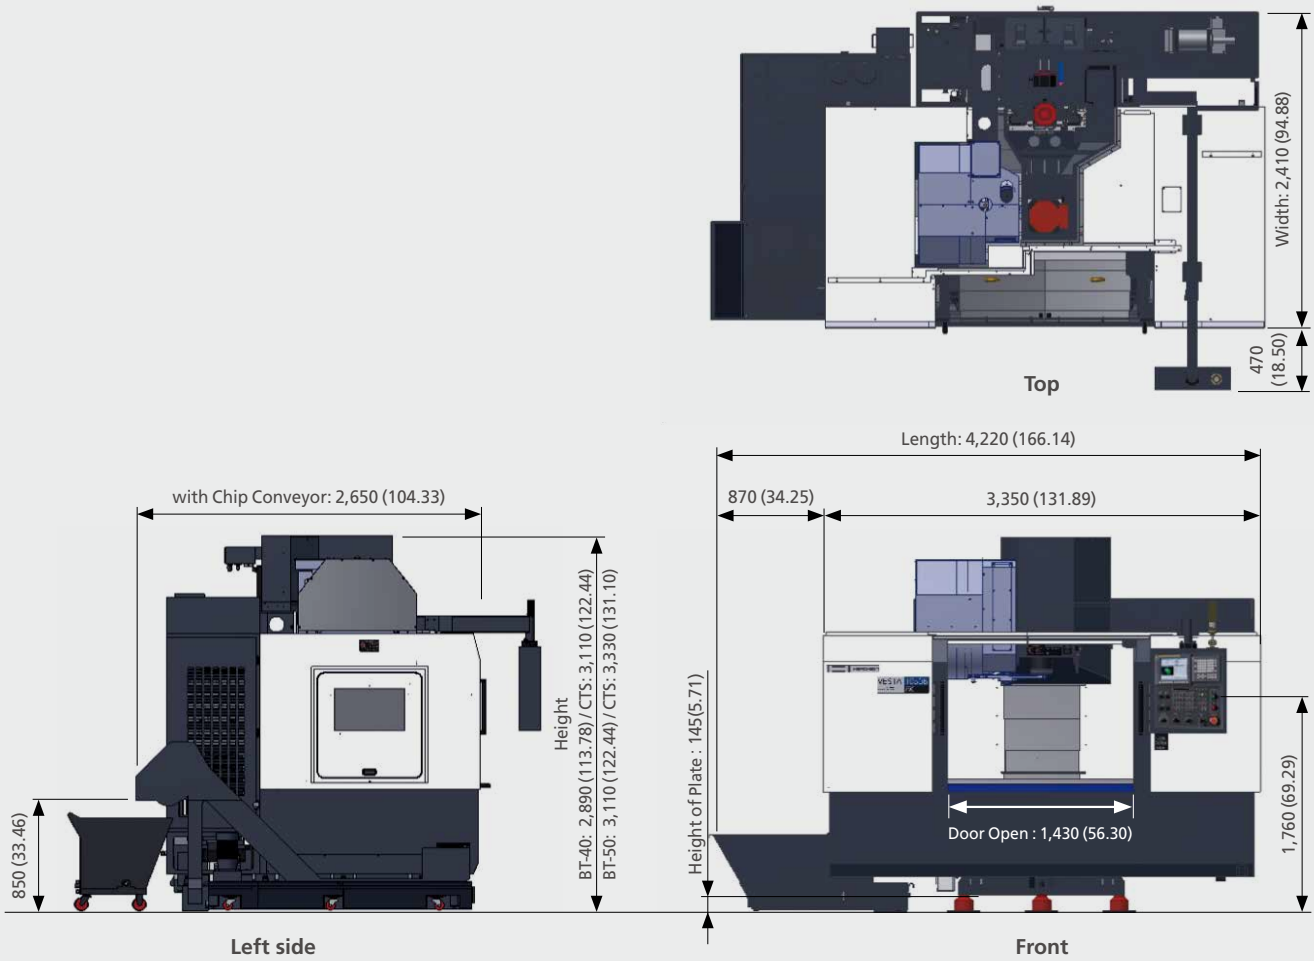 Width: 2,410 (94.88)
470
(18.50)
Top
Length: 4,220 (166.14)
870 (34.25)
3,350 (131.89)
with Chip Conveyor: 2,650 (104.33)
Height
BT-40: 2,890 (113.78) / CTS: 3,110 (122.44)
BT-50: 3,110 (122.44) / CTS: 3,330 (131.10)
850 (33.46)
Left side
Height of Plate : 145(5.71)
VESTA
Door Open : 1,430 (56.30)
1,760 (69.29)
Front